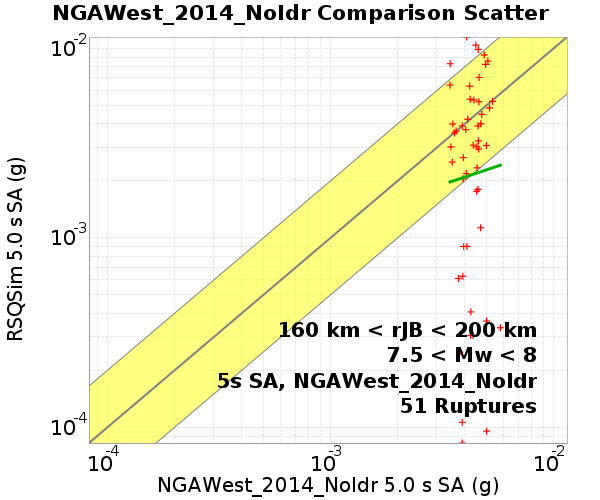 NGAWest_2014_NoIdr Comparison Scatter
10-2
10-3
10-4
RSQSim 5.0 s SA (g)
160 km < rJB < 200 km
7.5 < Mw < 8
5s SA, NGAWest_2014_NoIdr
51 Ruptures
10-4 10-3 10-2
NGAWest_2014_NoIdr 5.0 s SA (g)